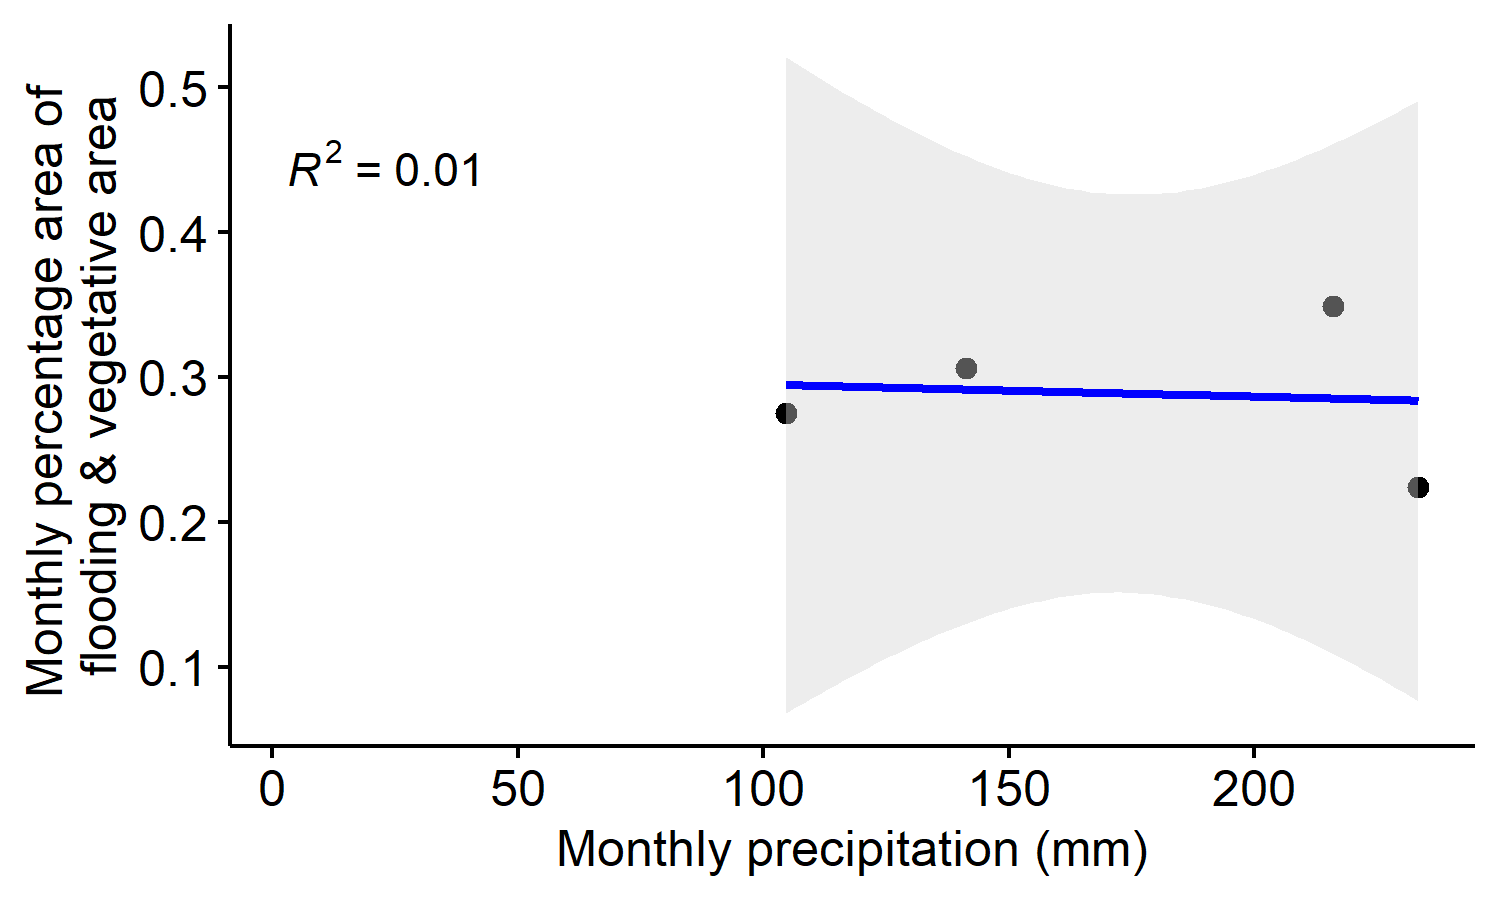 Monthly percentage area of
flooding & vegetative area
0.5
0.4
0.3
0.2
0.1
R² = 0.01
0 50 100 150 200
Monthly precipitation (mm)